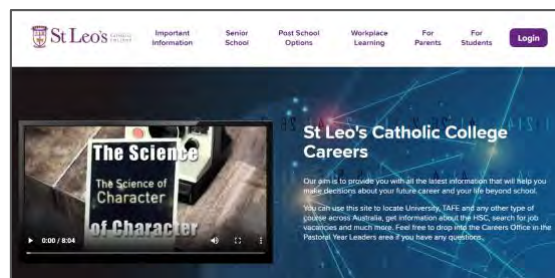 St Leo's CATHOLIC COLLEGE
Important Information
Senior School
Post School Options
Workplace Learning
For Parents
For Students
Login
The Science
The Science of
Character
of Character
0:00 / 8:04
St Leo's Catholic College
Careers
Our aim is to provide you with all the latest information that will help you
make decisions about your future career and your life beyond school.
You can use this site to locate University, TAFE and any other type of
course across Australia, get information about the HSC, search for job
vacancies and much more. Feel free to drop into the Careers Office in the
Pastoral Year Leaders area if you have any questions.